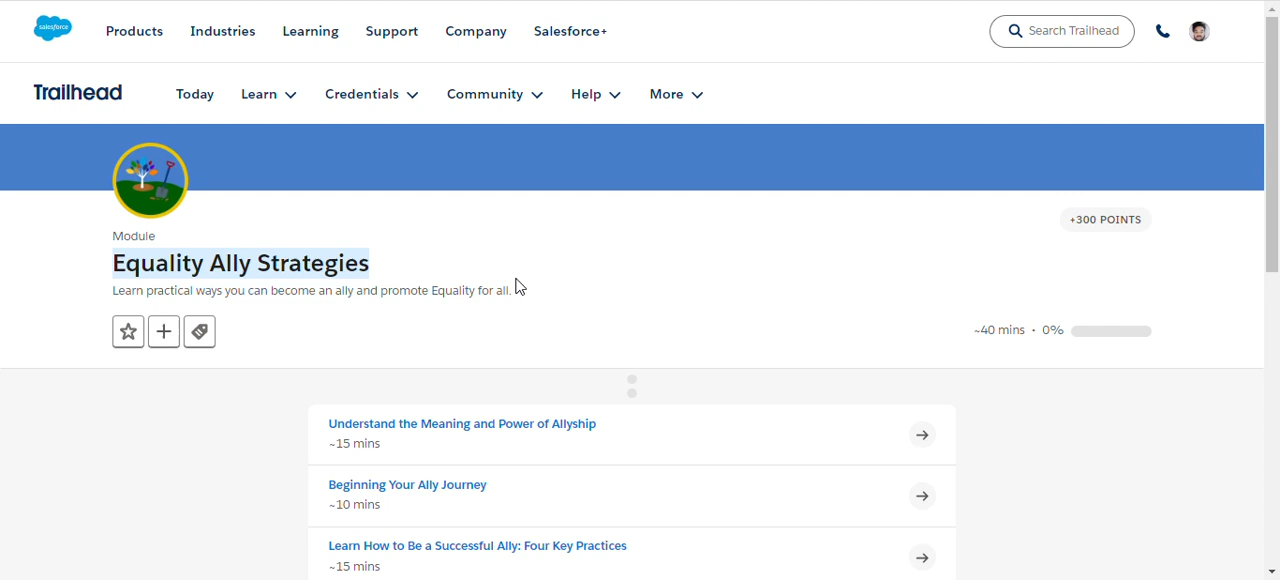 salesforce
Products Industries Learning Support Company Salesforce+
Search Trailhead
Trailhead
Today Learn Credentials Community Help More
+300 POINTS
Module
Equality Ally Strategies
Learn practical ways you can become an ally and promote Equality for all.
~40 mins · 0%
Understand the Meaning and Power of Allyship
~15 mins
Beginning Your Ally Journey
~10 mins
Learn How to Be a Successful Ally: Four Key Practices
~15 mins